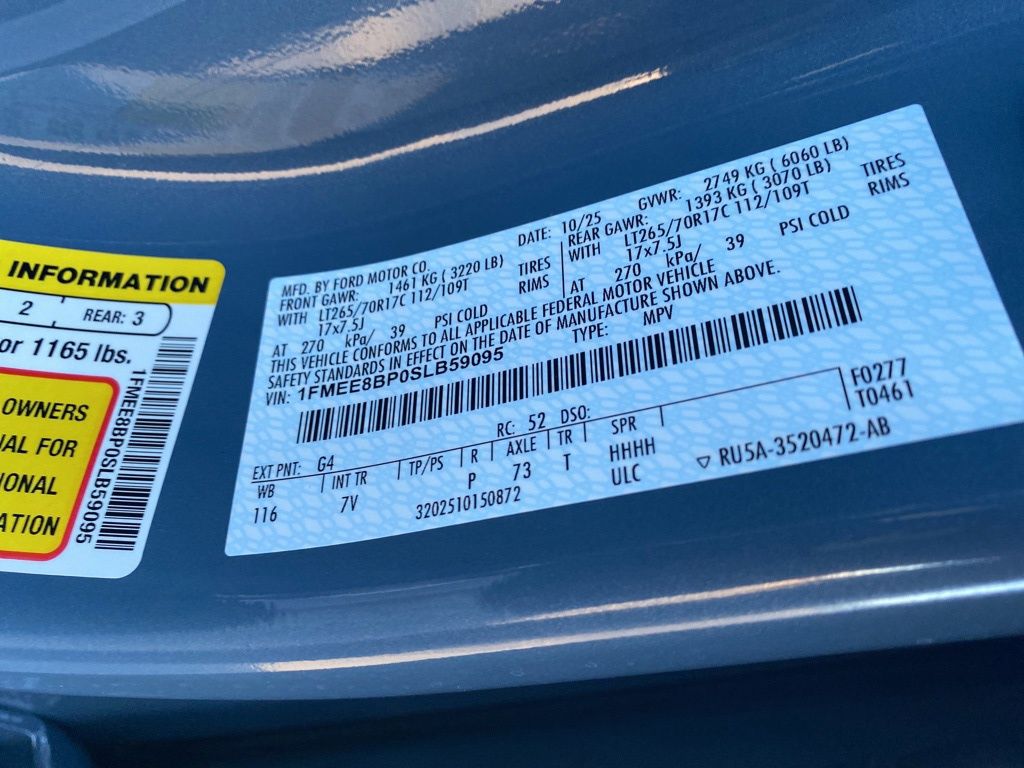 INFORMATION
2 REAR: 3
or 1165 lbs.
OWNERS
FOR
1FMEE8BP0SLB59095
MFD. BY FORD MOTOR CO.
DATE: 10/25 GVWR: 2749 KG ( 6060 LB)
FRONT GAWR: 1461 KG ( 3220 LB) REAR GAWR: 1393 KG ( 3070 LB)
WITH LT265/70R17C 112/109T TIRES WITH LT265/70R17C 112/109T TIRES
17x7.5J RIMS 17x7.5J RIMS
AT 270 kPa/ 39 PSI COLD AT 270 kPa/ 39 PSI COLD
THIS VEHICLE CONFORMS TO ALL APPLICABLE FEDERAL MOTOR VEHICLE
SAFETY STANDARDS IN EFFECT ON THE DATE OF MANUFACTURE SHOWN ABOVE.
VIN: 1FMEE8BP0SLB59095 TYPE: MPV
F0277
T0461
RC: 52 DSO:
EXT PNT: G4
WB INT TR TP/PS R AXLE TR SPR
116 7V P 73 T HHHH
ULC
3202510150872
RU5A-3520472-AB